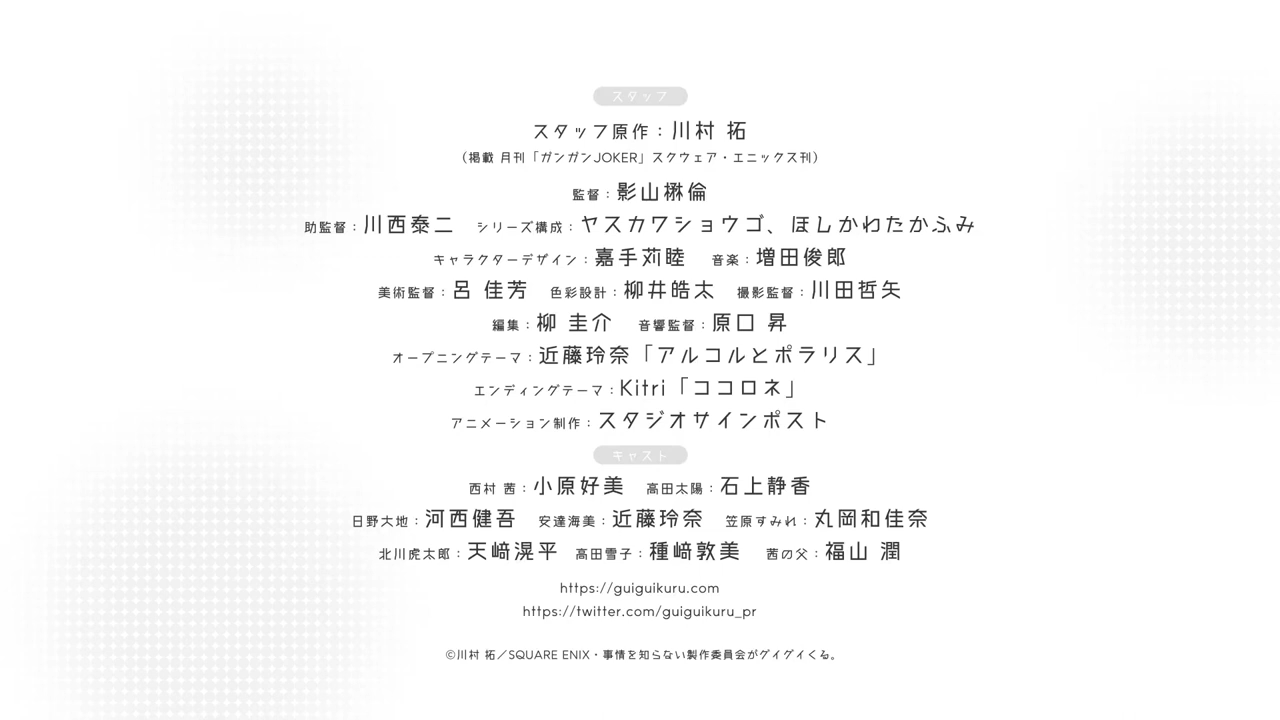 スタッフ
スタッフ原作：川村 拓
（掲載 月刊「ガンガンJOKER」スクウェア・エニックス刊）
監督：影山楙倫
助監督：川西泰二　シリーズ構成：ヤスカワショウゴ、ほしかわたかふみ
キャラクターデザイン：嘉手苅睦　音楽：増田俊郎
美術監督：呂 佳芳　色彩設計：柳井皓太　撮影監督：川田哲矢
編集：柳 圭介　音響監督：原口 昇
オープニングテーマ：近藤玲奈「アルコルとポラリス」
エンディングテーマ：Kitri「ココロネ」
アニメーション制作：スタジオサインポスト
キャスト
西村 茜：小原好美　高田太陽：石上静香
日野大地：河西健吾　安達海美：近藤玲奈　笠原すみれ：丸岡和佳奈
北川虎太郎：天﨑滉平　高田雪子：種﨑敦美　茜の父：福山 潤
https://guiguikuru.com
https://twitter.com/guiguikuru_pr
©川村 拓／SQUARE ENIX・事情を知らない製作委員会がグイグイくる。